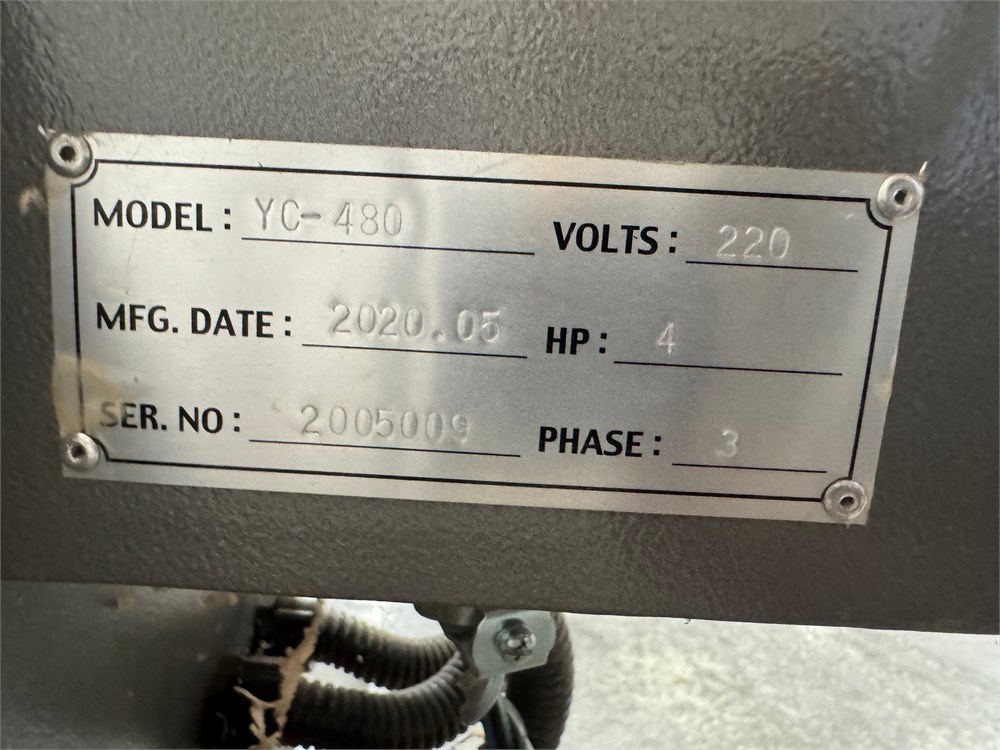 MODEL: YC-480 VOLTS: 220
MFG. DATE: 2020.05 HP: 4
SER. NO: 2005009 PHASE: 3